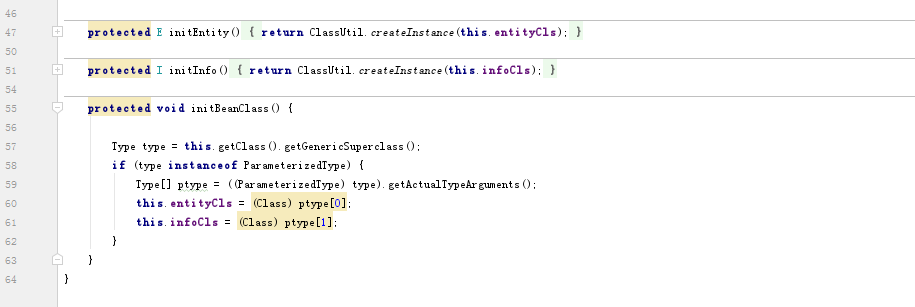 46
47 protected E initEntity() { return ClassUtil.createInstance(this.entityCls); }
50
51 protected I initInfo() { return ClassUtil.createInstance(this.infoCls); }
54
55 protected void initBeanClass() {
56
57 Type type = this.getClass().getGenericSuperclass();
58 if (type instanceof ParameterizedType) {
59 Type[] ptype = ((ParameterizedType) type).getActualTypeArguments();
60 this.entityCls = (Class) ptype[0];
61 this.infoCls = (Class) ptype[1];
62 }
63 }
64 }